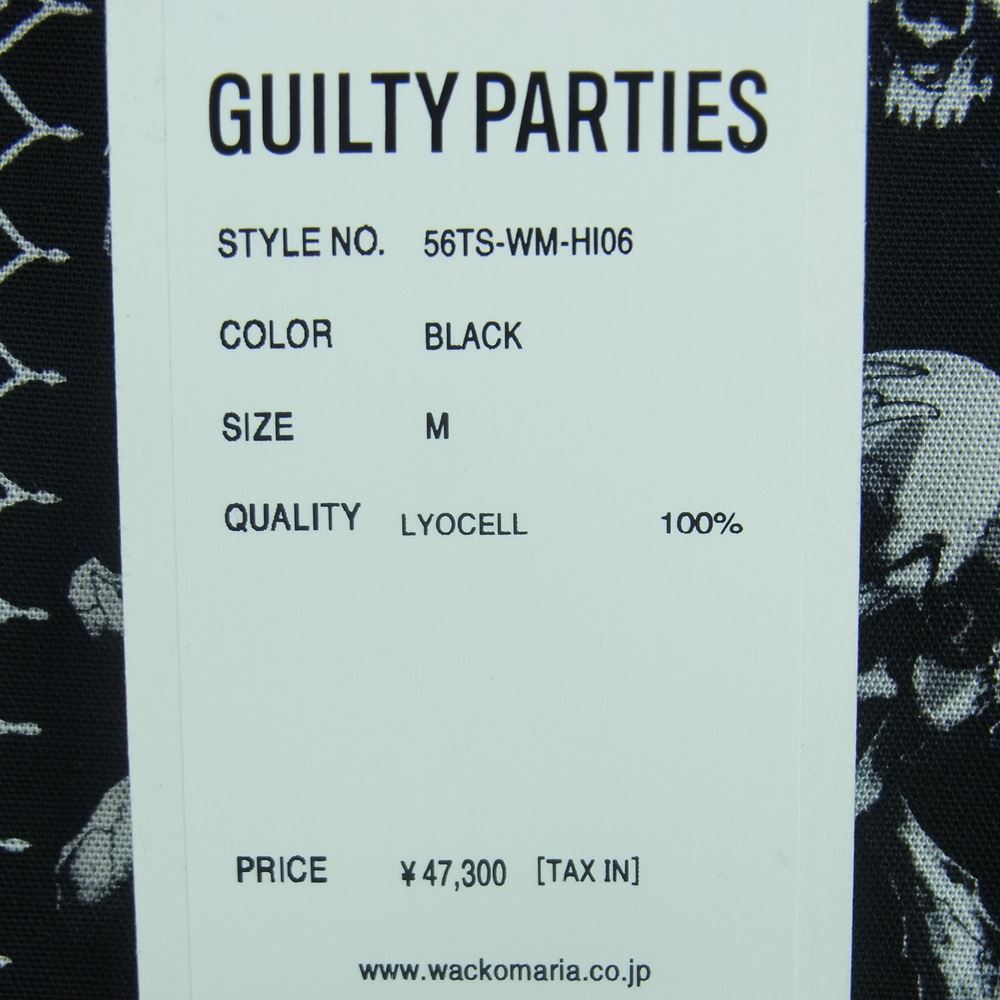 GUILTY PARTIES
STYLE NO. 56TS-WM-HI06
COLOR BLACK
SIZE M
QUALITY LYOCELL 100%
PRICE ¥47,300 [TAX IN]
www.wackomaria.co.jp